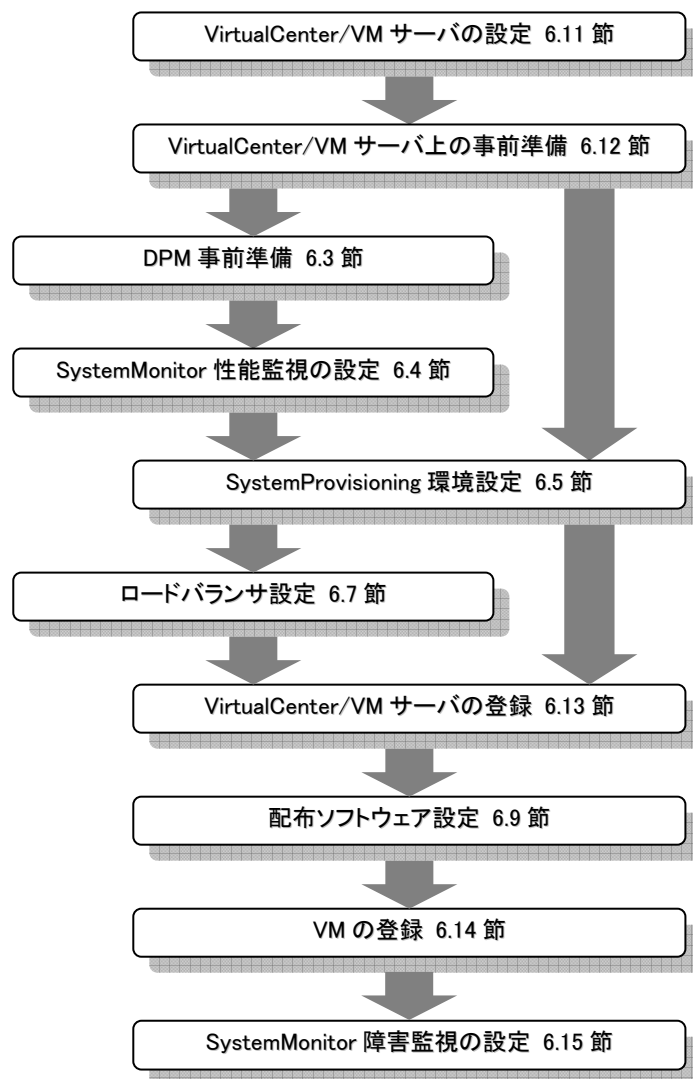 VirtualCenter/VM サーバの設定 6.11 節
VirtualCenter/VM サーバ上の事前準備 6.12 節
DPM 事前準備 6.3 節
SystemMonitor 性能監視の設定 6.4 節
SystemProvisioning 環境設定 6.5 節
ロードバランサ設定 6.7 節
VirtualCenter/VM サーバの登録 6.13 節
配布ソフトウェア設定 6.9 節
VM の登録 6.14 節
SystemMonitor 障害監視の設定 6.15 節